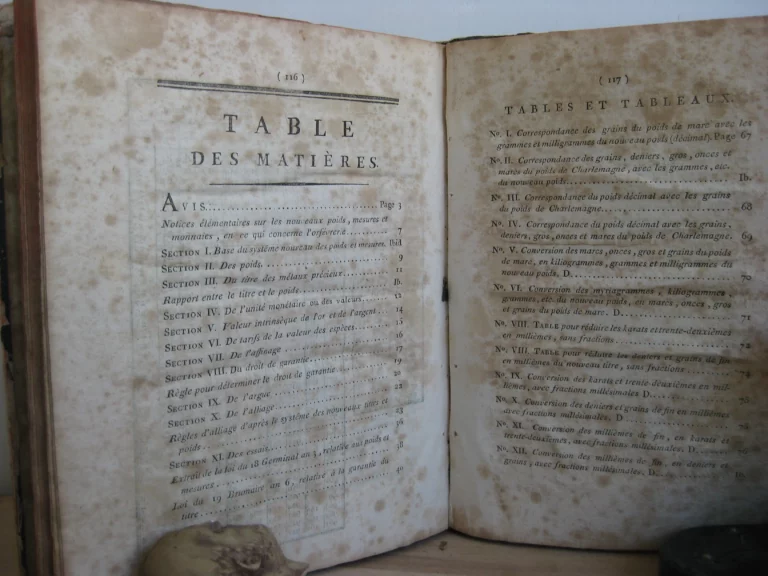 ( 116 )
TABLE
DES MATIÈRES.
AVIS............................................ Page 3
Notices élémentaires sur les nouveaux poids, mesures et
monnaies, en ce qui concerne l'orfèvrerie........... 7
SECTION I. Base du système nouveau des poids et mesures. Ibid
SECTION II. Des poids........................ 9
SECTION III. Du titre des métaux précieux........ 11
Rapport entre le titre et le poids................ Ib.
SECTION IV. De l'unité monétaire ou des valeurs........ 12
SECTION V. Valeur intrinsèque de l'or et de l'argent... 14
SECTION VI. De tarifs de la valeur des espèces........
SECTION VII. De l'affinage................
SECTION VIII. Du droit de garantie............ 17
Règle pour déterminer le droit de garantie........ 19
SECTION IX. De l'argue................ 20
SECTION X. De l'alliage................ 22
Règles d'alliage d'après le système des nouveaux titres et
poids................ 23
SECTION XI. Des essais................ 36
Extrait de la loi du 18 Germinal an 3, relative aux poids et
mesures................ 38
Loi du 19 Brumaire an 6, relative à la garantie du
titre................ 40
( 117 )
TABLES ET TABLEAUX.
N°. I. Correspondance des grains du poids de marc avec les
grammes et milligrammes du nouveau poids (décimal). Page 67
N°. II. Correspondance des grains, deniers, gros, onces et
marcs du poids de Charlemagne, avec les grammes, etc.
du nouveau poids................ Ib.
N°. III. Correspondance du poids décimal avec les grains
du poids de Charlemagne................ 68
N°. IV. Correspondance du poids décimal avec les grains,
deniers, gros, onces et marcs du poids de Charlemagne. 69
N°. V. Conversion des marcs, onces, gros et grains du poids
de marc, en kiliogrammes, grammes et milligrammes du
nouveau poids. D................ 70
N°. VI. Conversion des myriagrammes, kiliogrammes,
grammes, etc. du nouveau poids, en marcs, onces, gros
et grains du poids de marc. D................ 71
N°. VIII. TABLE pour réduire les karats et trente-deuxièmes
en millièmes, sans fractions................ 72
N°. VIII. TABLE pour réduire les deniers et grains de fin
en millièmes du nouveau titre, sans fractions........
N°. IX. Conversion des karats et trente-deuxièmes en mil-
lièmes, avec fractions millésimales. D................
N°. X. Conversion des deniers et grains de fin en millièmes
avec fractions millésimales. D................
N°. XI. Conversion des millièmes de fin, en karats et
trente-deuxièmes, avec fractions millésimales. D........
N°. XII. Conversion des millièmes de fin, en deniers et
grains, avec fractions millésimales. D................ Ib